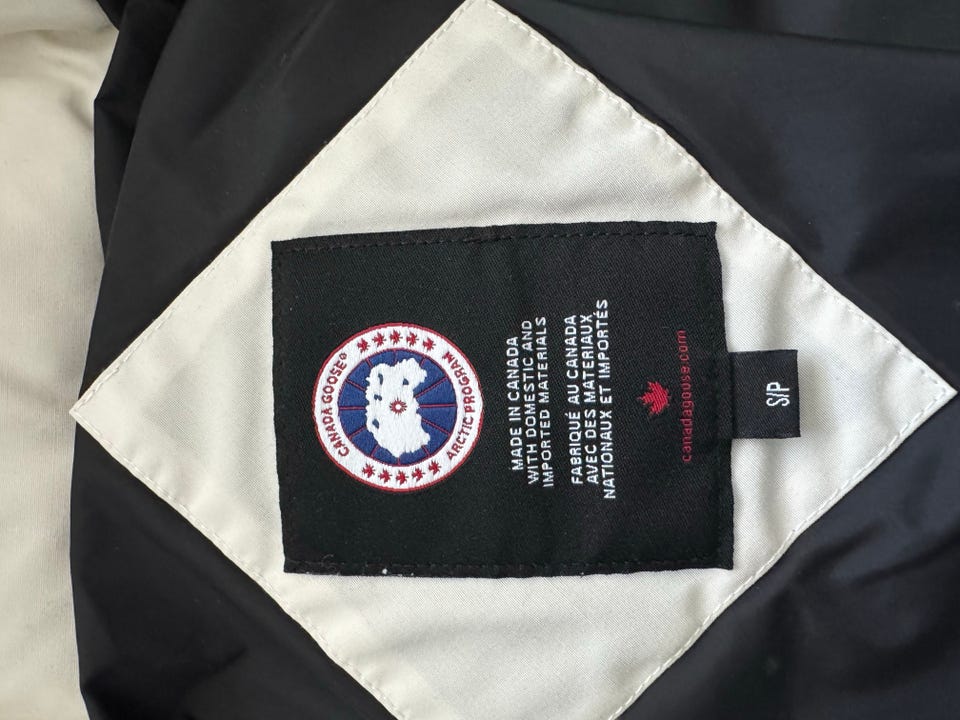 CANADA GOOSE®
ARCTIC PROGRAM
MADE IN CANADA
WITH DOMESTIC AND
IMPORTED MATERIALS
FABRIQUÉ AU CANADA
AVEC DES MATERIAUX
NATIONAUX ET IMPORTÉS
canadagoose.com
S/P